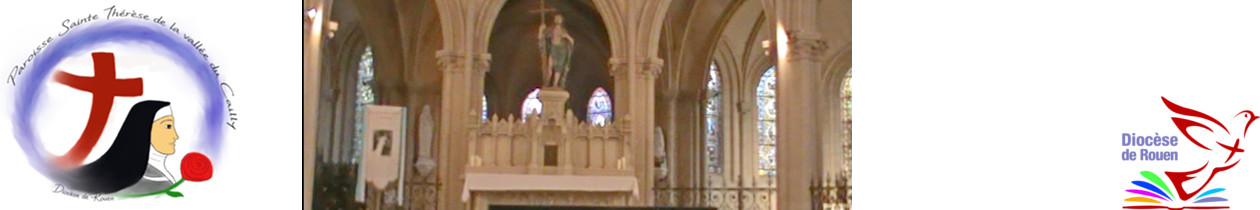 Paroisse Sainte Thérèse de la vallée du Cailly
Diocèse de Rouen
Diocèse
de Rouen